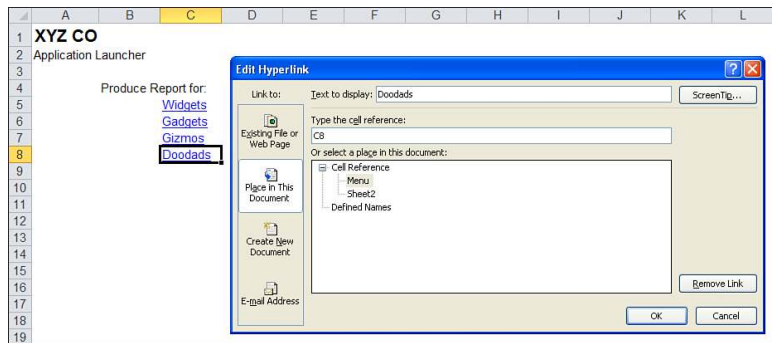 A B C D E F G H I J K L
1 XYZ CO
2 Application Launcher
3
4 Produce Report for:
5 Widgets
6 Gadgets
7 Gizmos
8 Doodads
9
10
11
12
13
14
15
16
17
18
19
Edit Hyperlink
Link to:
Text to display: Doodads
ScreenTip...
Existing File or
Web Page
Place in This
Document
Create New
Document
E-mail Address
Type the cell reference:
C8
Or select a place in this document:
Cell Reference
Menu
Sheet2
Defined Names
Remove Link
OK Cancel